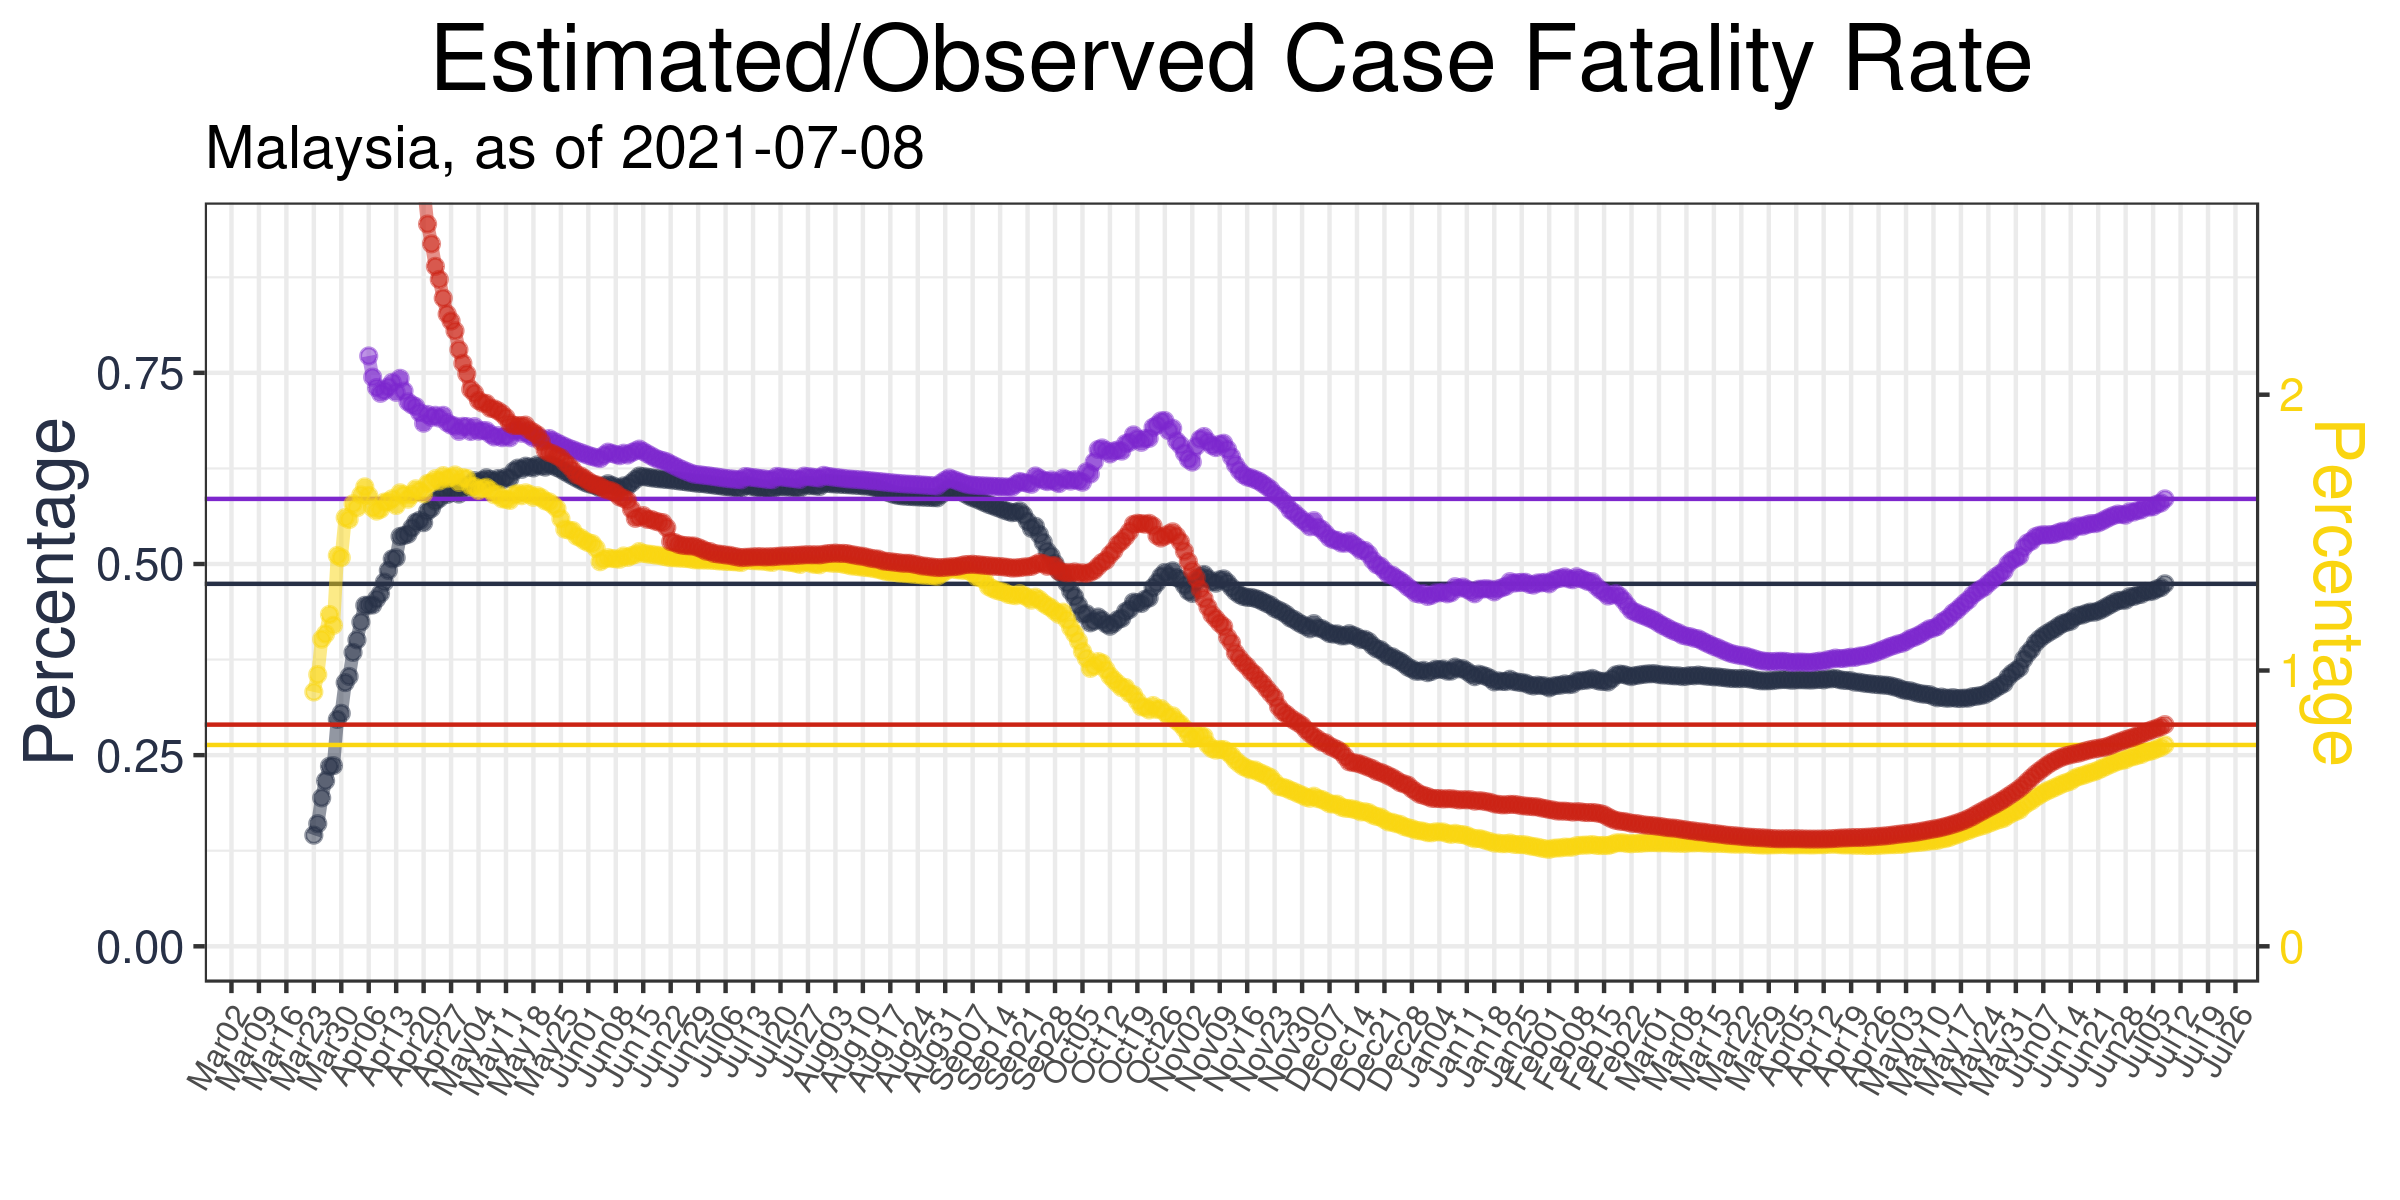 Estimated/Observed Case Fatality Rate
Malaysia, as of 2021-07-08
Percentage
0.75
0.50
0.25
0.00
2
1
0
Percentage
Mar02
Mar09
Mar16
Mar23
Mar30
Apr06
Apr13
Apr20
Apr27
May04
May11
May18
May25
Jun01
Jun08
Jun15
Jun22
Jun29
Jul06
Jul13
Jul20
Jul27
Aug03
Aug10
Aug17
Aug24
Aug31
Sep07
Sep14
Sep21
Sep28
Oct05
Oct12
Oct19
Oct26
Nov02
Nov09
Nov16
Nov23
Nov30
Dec07
Dec14
Dec21
Dec28
Jan04
Jan11
Jan18
Jan25
Feb01
Feb08
Feb15
Feb22
Mar01
Mar08
Mar15
Mar22
Mar29
Apr05
Apr12
Apr19
Apr26
May03
May10
May17
May24
May31
Jun07
Jun14
Jun21
Jun28
Jul05
Jul12
Jul19
Jul26